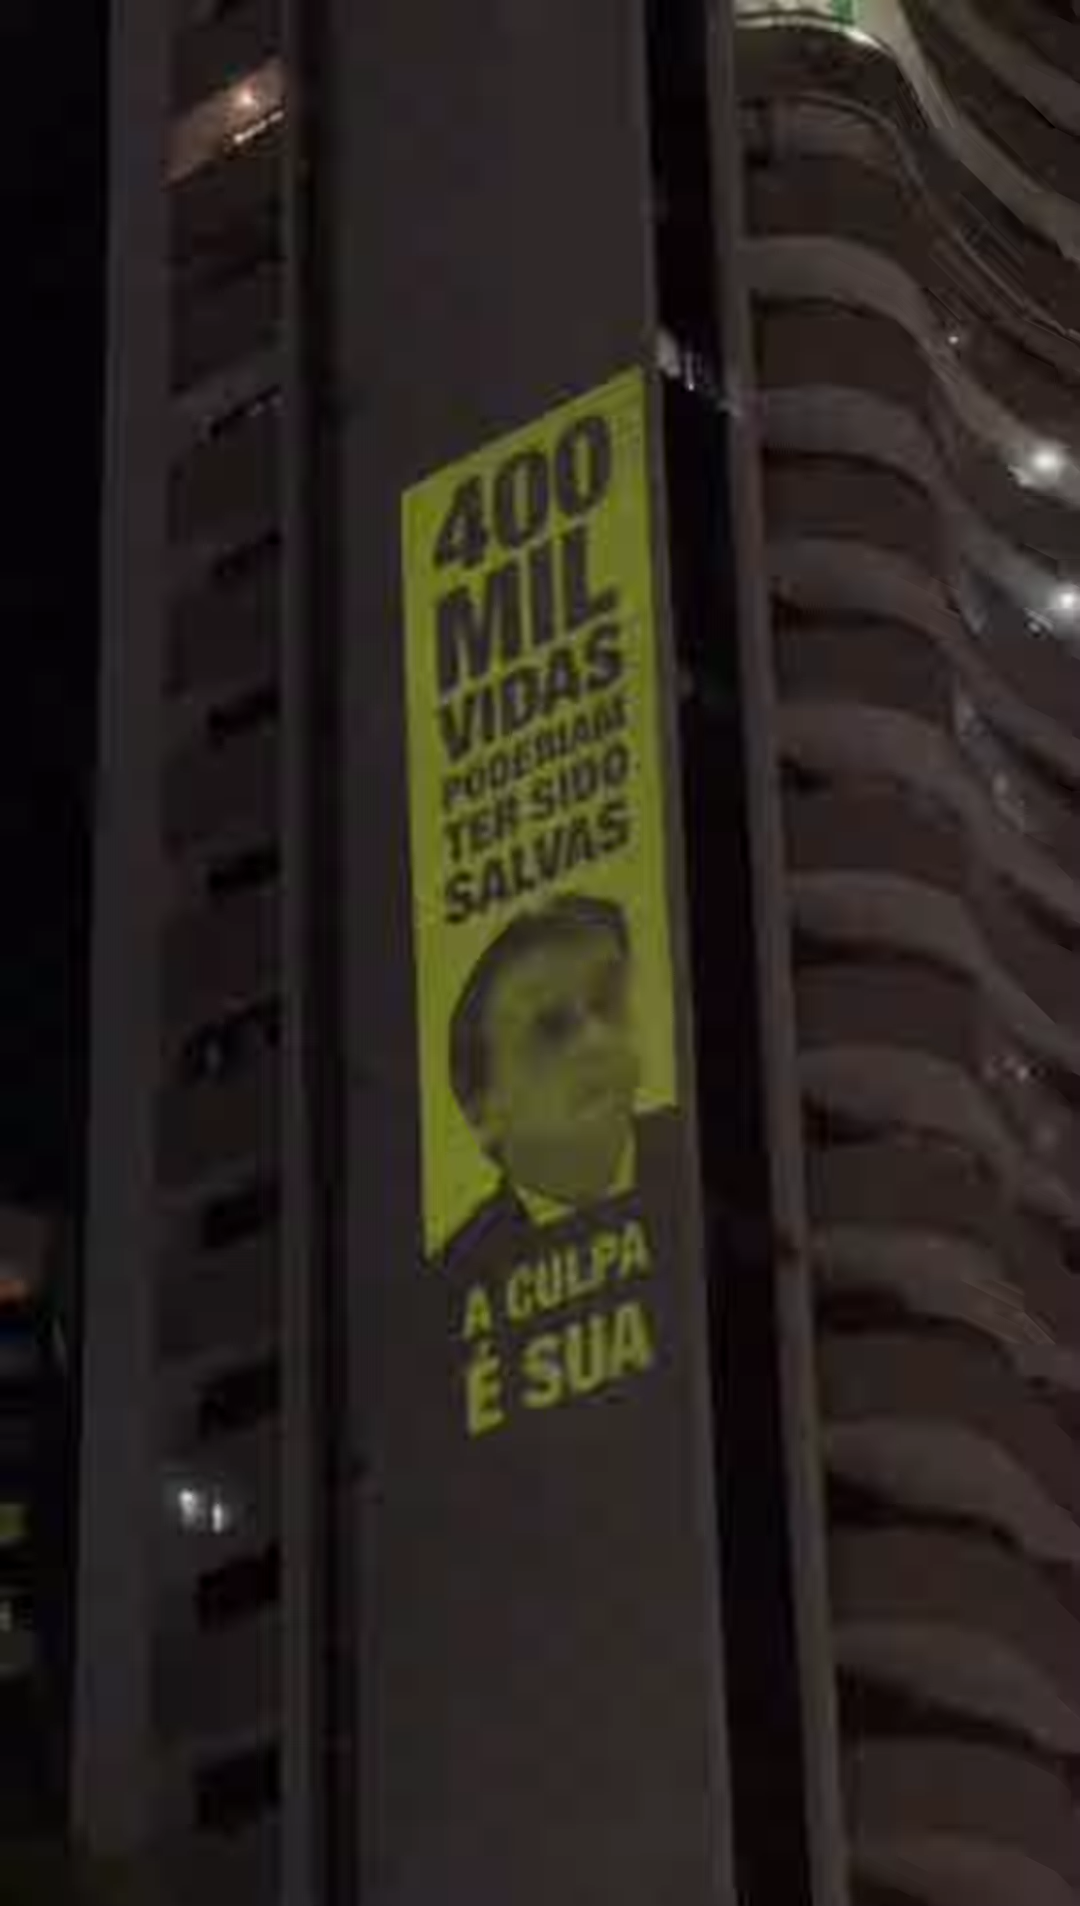 400
MIL
VIDAS
PODERIAM
TER SIDO
SALVAS
A CULPA
É SUA